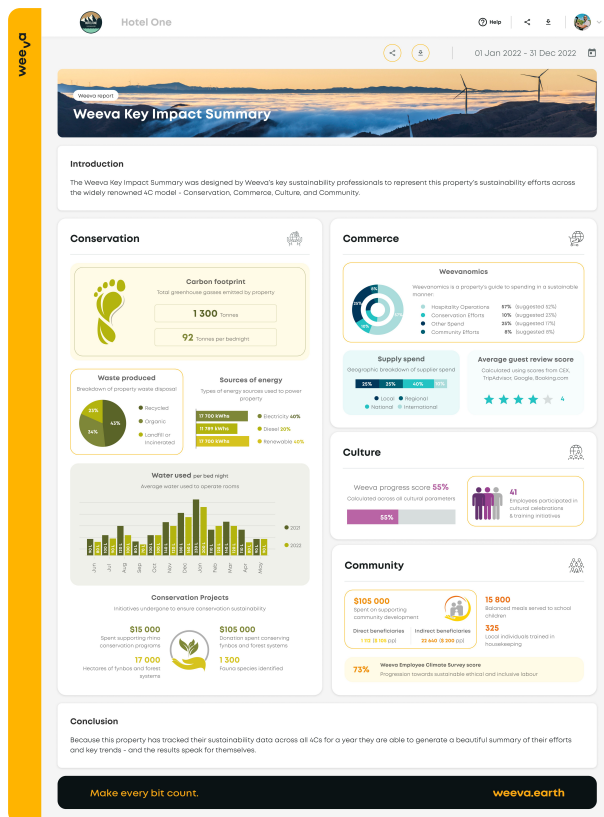 weeva
Hotel One
Help
01 Jan 2022 - 31 Dec 2022
Weeva report
Weeva Key Impact Summary
Introduction
The Weeva Key Impact Summary was designed by Weeva's key sustainability professionals to represent this property's sustainability efforts across
the widely renowned 4C model - Conservation, Commerce, Culture, and Community.
Conservation
Carbon footprint
Total greenhouse gasses emitted by property
1 300 Tonnes
92 Tonnes per bednight
Waste produced
Breakdown of property waste disposal
23%
43%
34%
Recycled
Organic
Landfill or
incinerated
Sources of energy
Types of energy sources used to power
property
17 700 kWhs
11 789 kWhs
17 700 kWhs
Electricity 40%
Diesel 20%
Renewable 40%
Water used per bed night
Average water used to operate rooms
2021
2022
Jun
Jul
Aug
Sep
Oct
Nov
Dec
Jan
Feb
Mar
Apr
May
Conservation Projects
Initiatives undergone to ensure conservation sustainability
$15 000
Spent supporting rhino
conservation programs
$105 000
Donation spent conserving
fynbos and forest systems
17 000
Hectares of fynbos and forest
systems
1 300
Fauna species identified
Commerce
Weevanomics
Weevanomics is a property's guide to spending in a sustainable
manner:
Hospitality Operations 57% (suggested 52%)
Conservation Efforts 10% (suggested 23%)
Other Spend 25% (suggested 17%)
Community Efforts 8% (suggested 8%)
Supply spend
Geographic breakdown of supplier spend
25% 25% 40% 10%
Local Regional
National International
Average guest review score
Calculated using scores from CEX,
TripAdvisor, Google, Booking.com
4
Culture
Weeva progress score 55%
Calculated across all cultural parameters
55%
41
Employees participated in
cultural celebrations
& training initiatives
Community
$105 000
Spent on supporting
community development
Direct beneficiaries
Indirect beneficiaries
15 800
Balanced meals served to school
children
325
Local individuals trained in
housekeeping
73%
Weeva Employee Climate Survey score
Progression towards sustainable ethical and inclusive labour
Conclusion
Because this property has tracked their sustainability data across all 4Cs for a year they are able to generate a beautiful summary of their efforts
and key trends - and the results speak for themselves.
Make every bit count.
weeva.earth